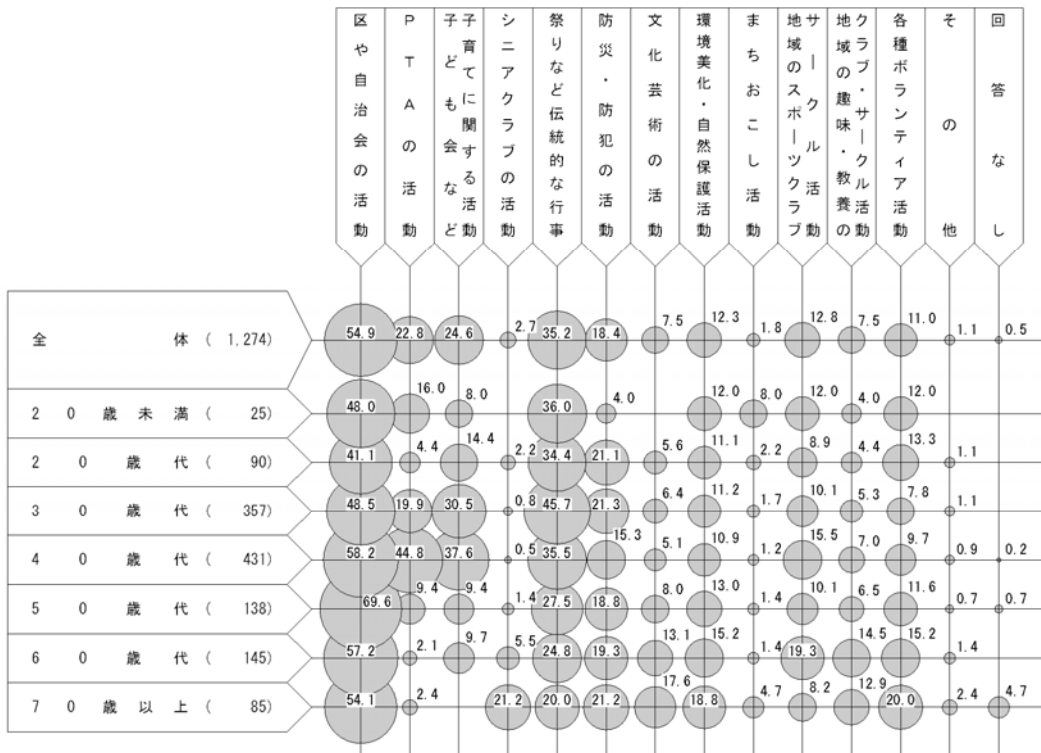 区や自治会の活動
PTAの活動
子育てに関する活動
子ども会など
シニアクラブの活動
祭りなど伝統的な行事
防災・防犯の活動
文化芸術の活動
環境美化・自然保護活動
まちおこし活動
地域のスポーツクラブ
サークル活動
地域の趣味・教養の
クラブ・サークル活動
各種ボランティア活動
その他
回答なし
全体(1,274) 54.9 22.8 24.6 2.7 35.2 18.4 7.5 12.3 1.8 12.8 7.5 11.0 1.1 0.5
20歳未満(25) 48.0 16.0 8.0 36.0 4.0 12.0 8.0 12.0 4.0 12.0
20歳代(90) 41.1 4.4 14.4 2.2 34.4 21.1 5.6 11.1 2.2 8.9 4.4 13.3 1.1
30歳代(357) 48.5 19.9 30.5 0.8 45.7 21.3 6.4 11.2 1.7 10.1 5.3 7.8 1.1
40歳代(431) 58.2 44.8 37.6 0.5 35.5 15.3 5.1 10.9 1.2 15.5 7.0 9.7 0.9 0.2
50歳代(138) 69.6 9.4 9.4 1.4 27.5 18.8 8.0 13.0 1.4 10.1 6.5 11.6 0.7 0.7
60歳代(145) 57.2 2.1 9.7 5.5 24.8 19.3 13.1 15.2 1.4 19.3 14.5 15.2 1.4
70歳以上(85) 54.1 2.4 21.2 20.0 21.2 17.6 18.8 4.7 8.2 12.9 20.0 2.4 4.7